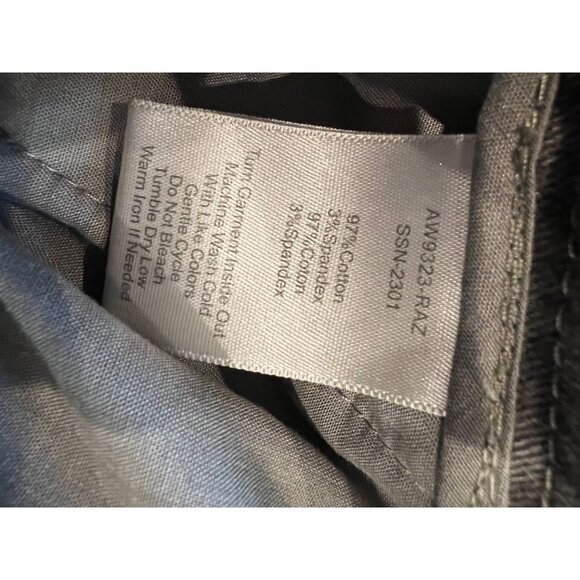 AW9323-RAZ
SSN-2301
97%Cotton
3%Spandex
97%Cotton
3%Spandex
Turn Garment Inside Out
Machine Wash Cold
With Like Colors
Gentle Cycle
Do Not Bleach
Tumble Dry Low
Warm Iron If Needed